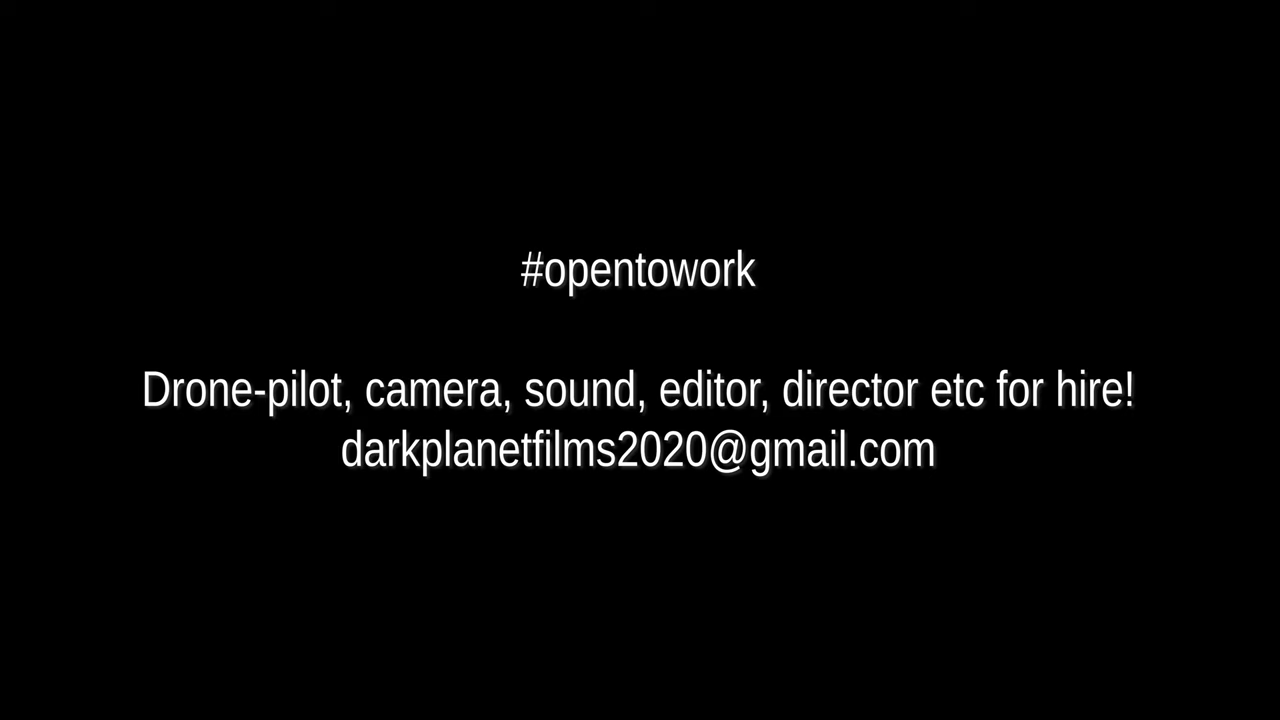 #opentowork
Drone-pilot, camera, sound, editor, director etc for hire!
darkplanetfilms2020@gmail.com